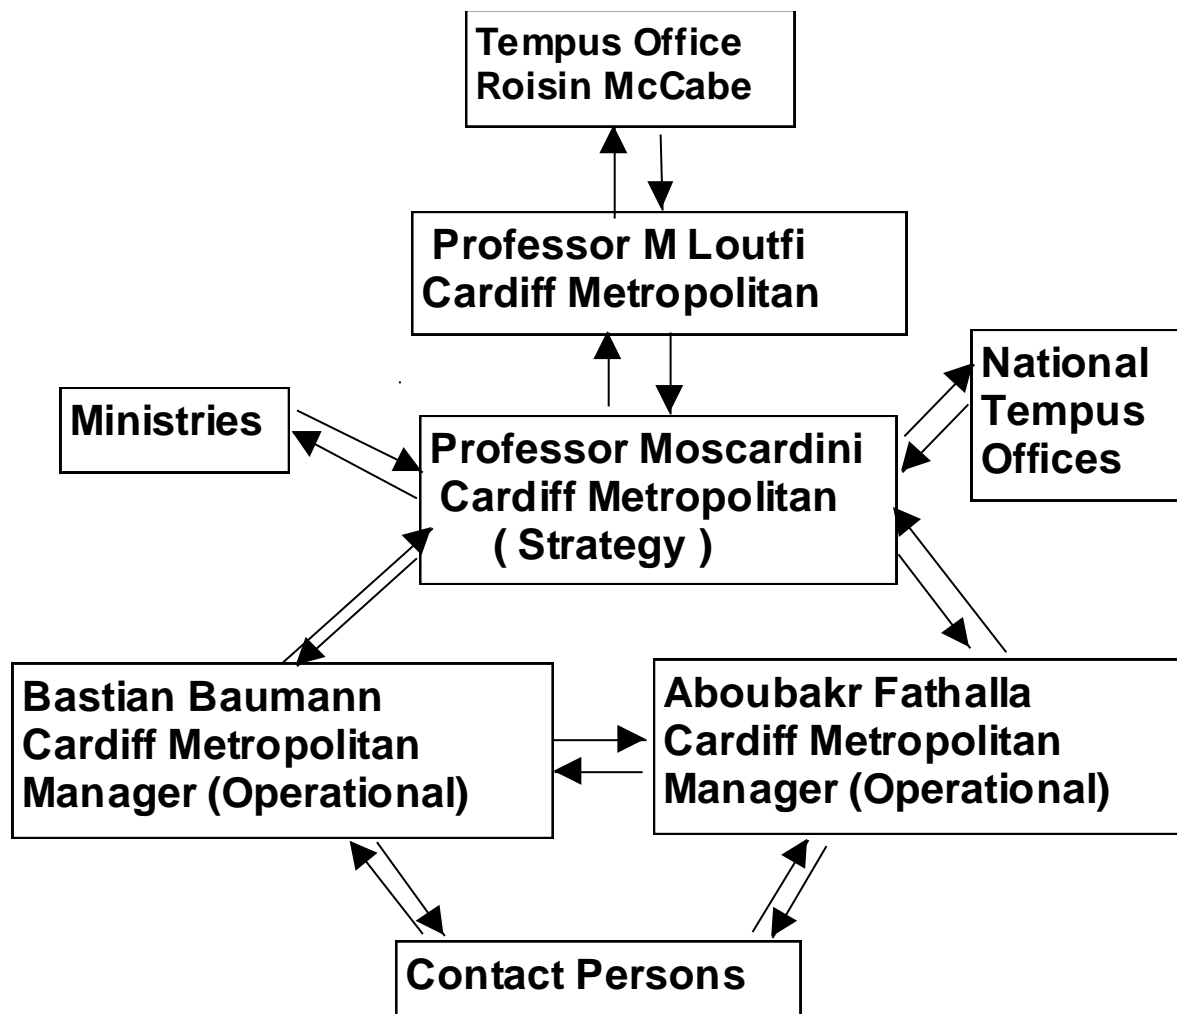 Tempus Office
Roisin McCabe
Professor M Loutfi
Cardiff Metropolitan
National
Tempus
Offices
Ministries
Professor Moscardini
Cardiff Metropolitan
( Strategy )
Bastian Baumann
Cardiff Metropolitan
Manager (Operational)
Aboubakr Fathalla
Cardiff Metropolitan
Manager (Operational)
Contact Persons